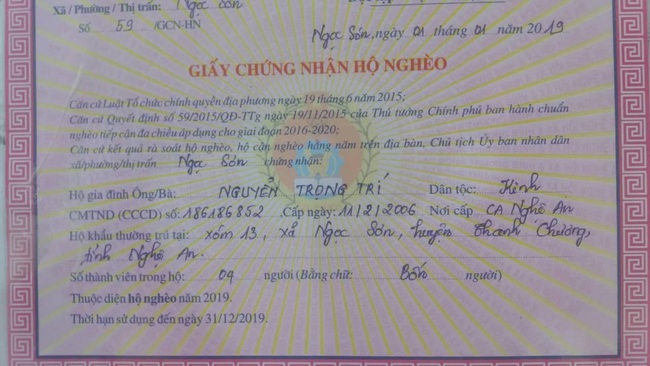 Xã / Phường / Thị trấn: Ngọc Sơn
Số 59 /GCN-HN
Ngọc Sơn, ngày 01 tháng 01 năm 2019
GIẤY CHỨNG NHẬN HỘ NGHÈO
Căn cứ Luật Tổ chức chính quyền địa phương ngày 19 tháng 6 năm 2015;
Căn cứ Quyết định số 59/2015/QĐ-TTg ngày 19/11/2015 của Thủ tướng Chính phủ ban hành chuẩn
nghèo tiếp cận đa chiều áp dụng cho giai đoạn 2016-2020;
Căn cứ kết quả rà soát hộ nghèo, hộ cận nghèo hàng năm trên địa bàn, Chủ tịch Ủy ban nhân dân
xã/phường/thị trấn Ngọc Sơn chứng nhận:
Hộ gia đình Ông/Bà: NGUYỄN TRỌNG TRÍ Dân tộc: Kinh
CMTND (CCCD) số: 186186852 .Cấp ngày: 11/2/2006 Nơi cấp CA Nghệ An
Hộ khẩu thường trú tại: xóm 13, xã Ngọc Sơn, huyện Thanh Chương,
tỉnh Nghệ An.
Số thành viên trong hộ: 04 người (Bằng chữ: Bốn người)
Thuộc diện hộ nghèo năm 2019.
Thời hạn sử dụng đến ngày 31/12/2019.